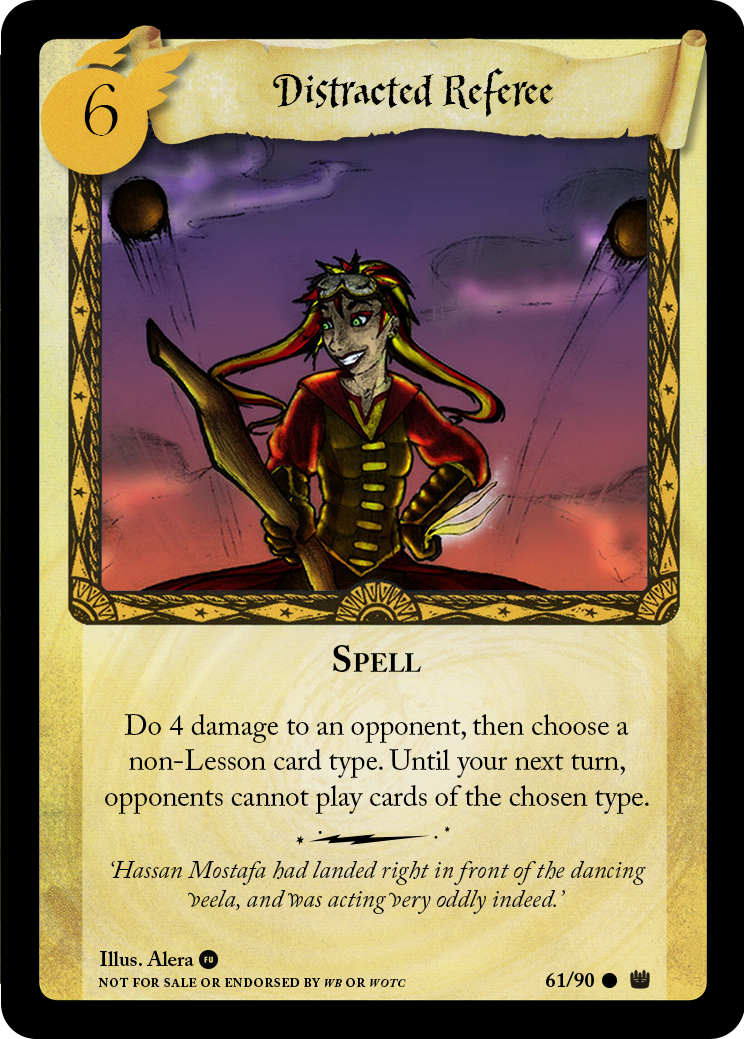 6
Distracted Referee
SPELL
Do 4 damage to an opponent, then choose a
non-Lesson card type. Until your next turn,
opponents cannot play cards of the chosen type.
‘Hassan Mostafa had landed right in front of the dancing
veela, and was acting very oddly indeed.’
Illus. Alera FU
NOT FOR SALE OR ENDORSED BY WB OR WOTC
61/90